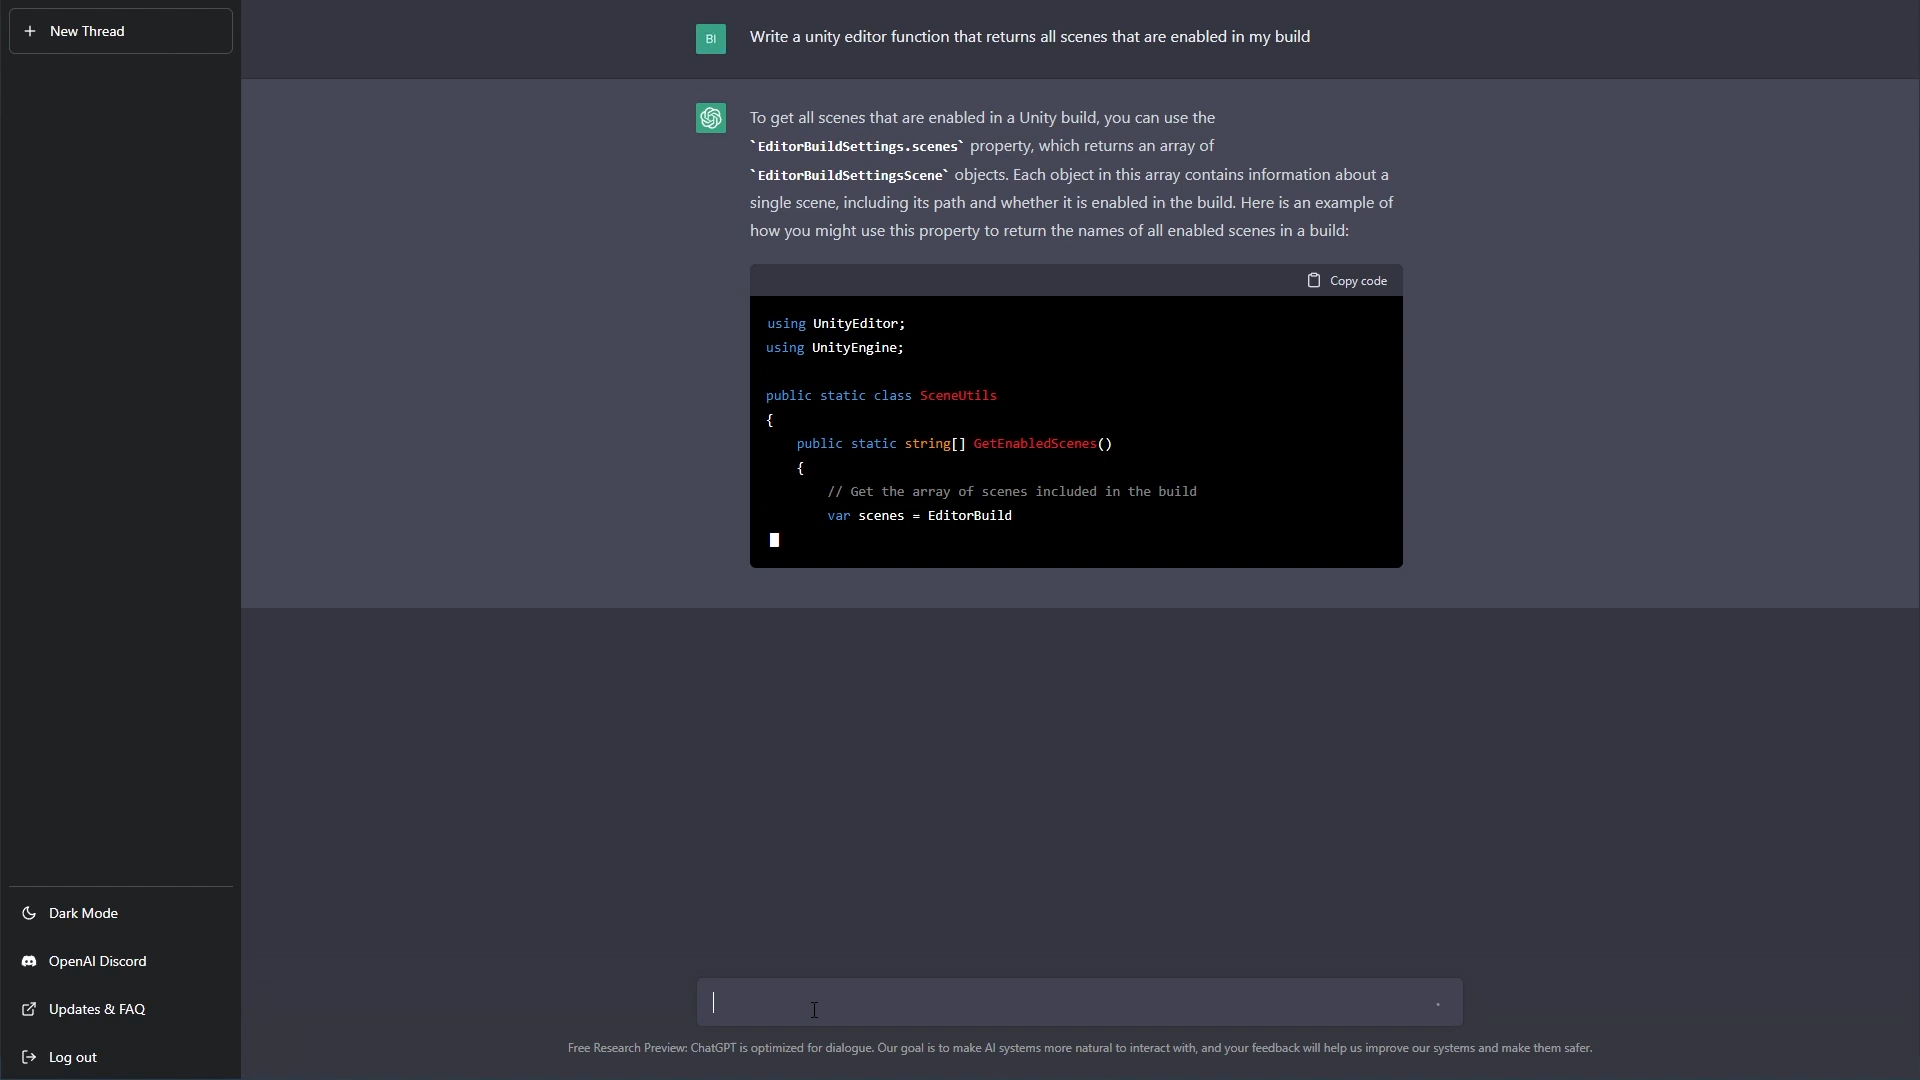 New Thread
BI
Write a unity editor function that returns all scenes that are enabled in my build
To get all scenes that are enabled in a Unity build, you can use the
`EditorBuildSettings.scenes` property, which returns an array of
`EditorBuildSettingsScene` objects. Each object in this array contains information about a
single scene, including its path and whether it is enabled in the build. Here is an example of
how you might use this property to return the names of all enabled scenes in a build:
Copy code
using UnityEditor;
using UnityEngine;
public static class SceneUtils
{
public static string[] GetEnabledScenes()
{
// Get the array of scenes included in the build
var scenes = EditorBuild
Dark Mode
OpenAI Discord
Updates & FAQ
Log out
Free Research Preview: ChatGPT is optimized for dialogue. Our goal is to make AI systems more natural to interact with, and your feedback will help us improve our systems and make them safer.